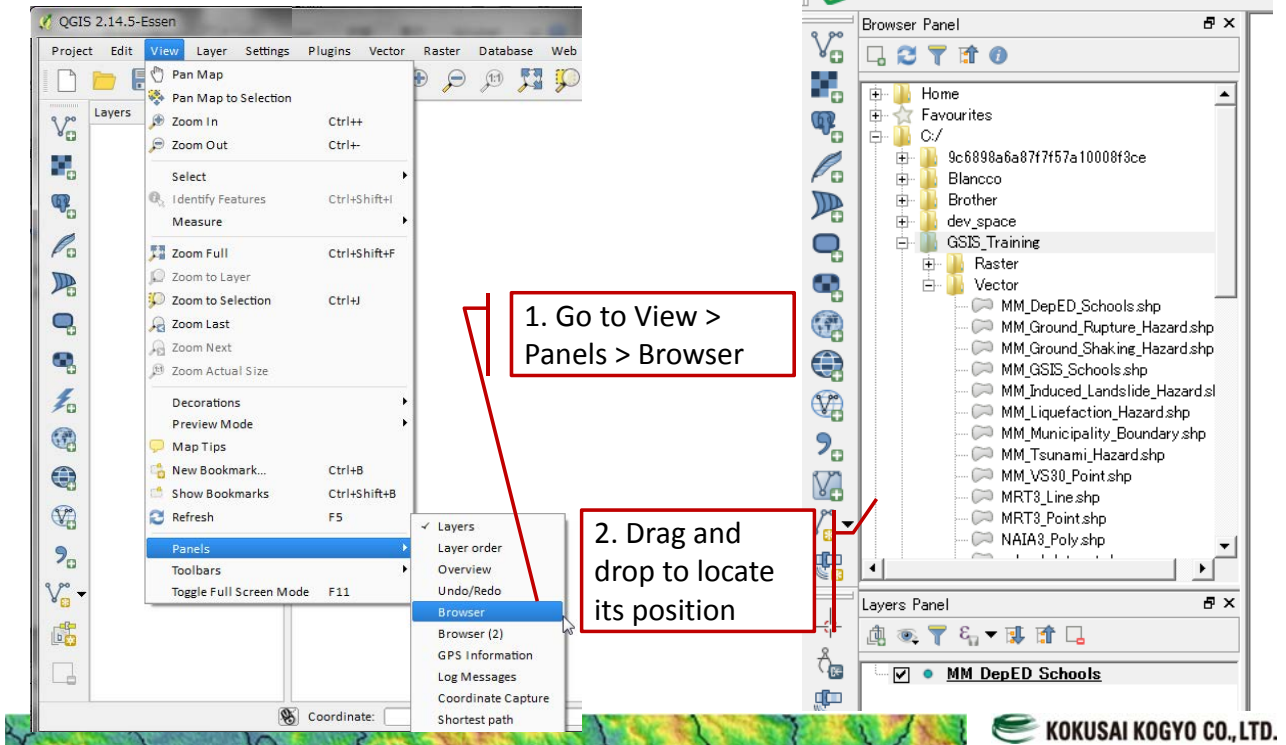 QGIS 2.14.5-Essen
Project Edit View Layer Settings Plugins Vector Raster Database Web
Layers
Pan Map
Pan Map to Selection
Zoom In Ctrl++
Zoom Out Ctrl+-
Select
Identify Features Ctrl+Shift+I
Measure
Zoom Full Ctrl+Shift+F
Zoom to Layer
Zoom to Selection Ctrl+J
Zoom Last
Zoom Next
Zoom Actual Size
Decorations
Preview Mode
Map Tips
New Bookmark... Ctrl+B
Show Bookmarks Ctrl+Shift+B
Refresh F5
Panels
Toolbars
Toggle Full Screen Mode F11
Layers
Layer order
Overview
Undo/Redo
Browser
Browser (2)
GPS Information
Log Messages
Coordinate Capture
Shortest path
Coordinate:
1. Go to View >
Panels > Browser
2. Drag and
drop to locate
its position
Browser Panel
Home
Favourites
C:/
9c6898a6a87f7f57a10008f3ce
Blancco
Brother
dev_space
GSIS_Training
Raster
Vector
MM_DepED_Schools.shp
MM_Ground_Rupture_Hazard.shp
MM_Ground_Shaking_Hazard.shp
MM_GSIS_Schools.shp
MM_Induced_Landslide_Hazard.sl
MM_Liquefaction_Hazard.shp
MM_Municipality_Boundary.shp
MM_Tsunami_Hazard.shp
MM_VS30_Point.shp
MRT3_Line.shp
MRT3_Point.shp
NAIA3_Poly.shp
Layers Panel
MM DepED Schools
KOKUSAI KOGYO CO., LTD.